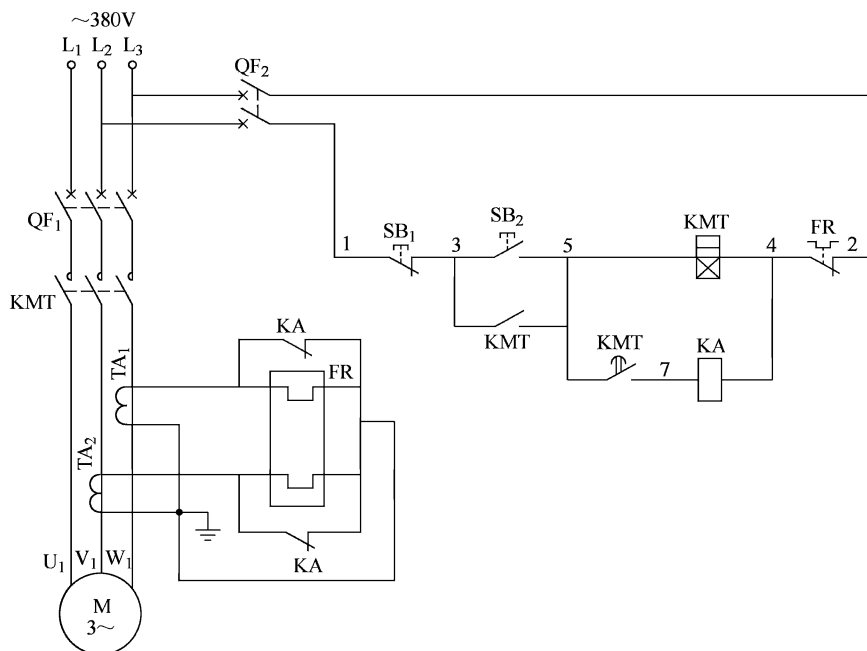 ～380V
L₁ L₂ L₃
QF₂
QF₁
1 SB₁ 3 SB₂ 5 KMT 4 FR 2
KMT
KA
KMT KMT 7 KA
TA₁
FR
TA₂
KA
U₁ V₁ W₁
M
3～